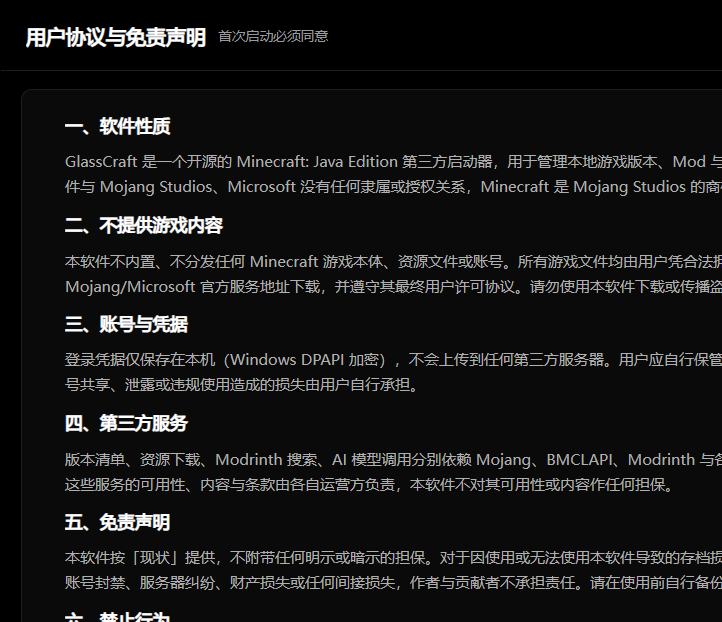 用户协议与免责声明 首次启动必须同意
一、软件性质
GlassCraft 是一个开源的 Minecraft: Java Edition 第三方启动器，用于管理本地游戏版本、Mod 与
件与 Mojang Studios、Microsoft 没有任何隶属或授权关系，Minecraft 是 Mojang Studios 的商
二、不提供游戏内容
本软件不内置、不分发任何 Minecraft 游戏本体、资源文件或账号。所有游戏文件均由用户凭合法
Mojang/Microsoft 官方服务地址下载，并遵守其最终用户许可协议。请勿使用本软件下载或传播盗
三、账号与凭据
登录凭据仅保存在本机（Windows DPAPI 加密），不会上传到任何第三方服务器。用户应自行保管
号共享、泄露或违规使用造成的损失由用户自行承担。
四、第三方服务
版本清单、资源下载、Modrinth 搜索、AI 模型调用分别依赖 Mojang、BMCLAPI、Modrinth 与各
这些服务的可用性、内容与条款由各自运营方负责，本软件不对其可用性或内容作任何担保。
五、免责声明
本软件按「现状」提供，不附带任何明示或暗示的担保。对于因使用或无法使用本软件导致的存档损
账号封禁、服务器纠纷、财产损失或任何间接损失，作者与贡献者不承担责任。请在使用前自行备份
六、禁止行为